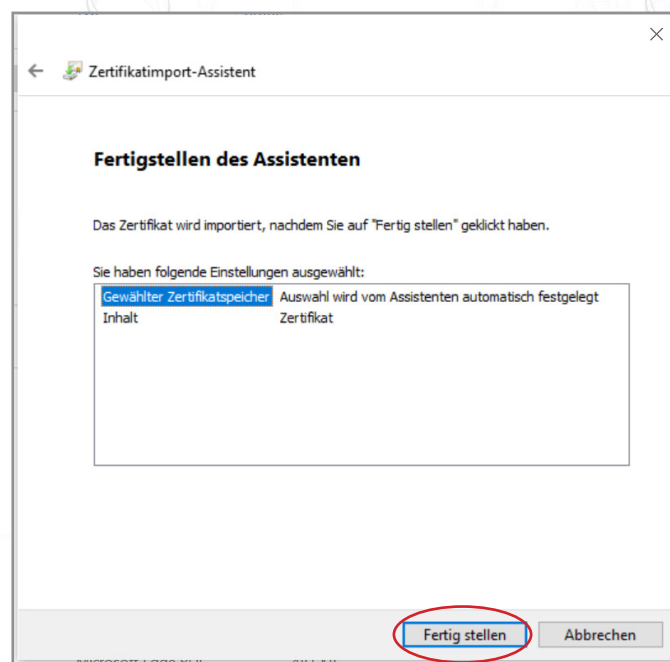 Zertifikatimport-Assistent
Fertigstellen des Assistenten
Das Zertifikat wird importiert, nachdem Sie auf "Fertig stellen" geklickt haben.
Sie haben folgende Einstellungen ausgewählt:
Gewählter Zertifikatspeicher Auswahl wird vom Assistenten automatisch festgelegt
Inhalt Zertifikat
Fertig stellen Abbrechen